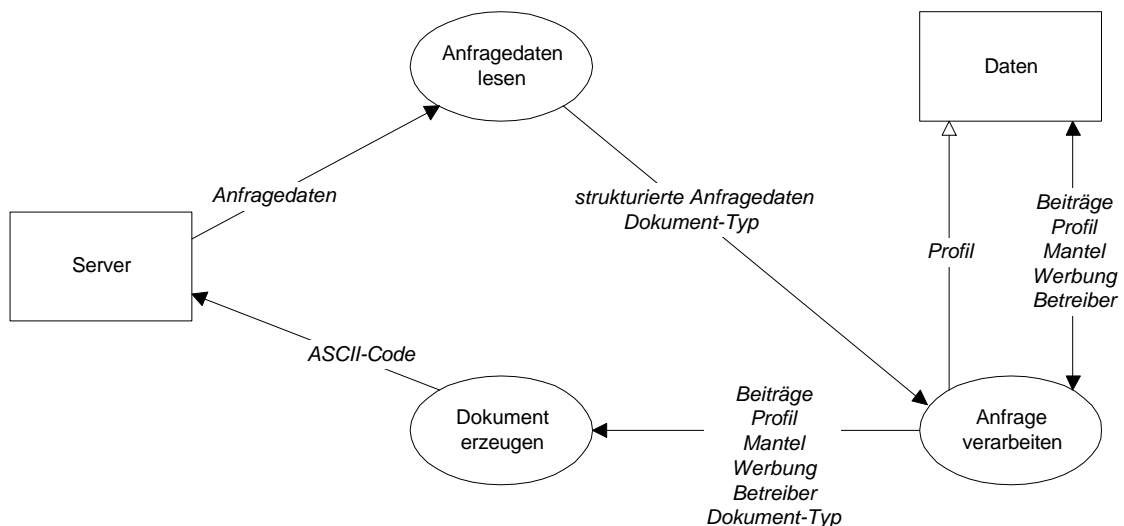 Anfragedaten
lesen
Daten
Anfragedaten
strukturierte Anfragedaten
Dokument-Typ
Profil
Beiträge
Profil
Mantel
Werbung
Betreiber
Server
ASCII-Code
Dokument
erzeugen
Beiträge
Profil
Mantel
Werbung
Betreiber
Dokument-Typ
Anfrage
verarbeiten